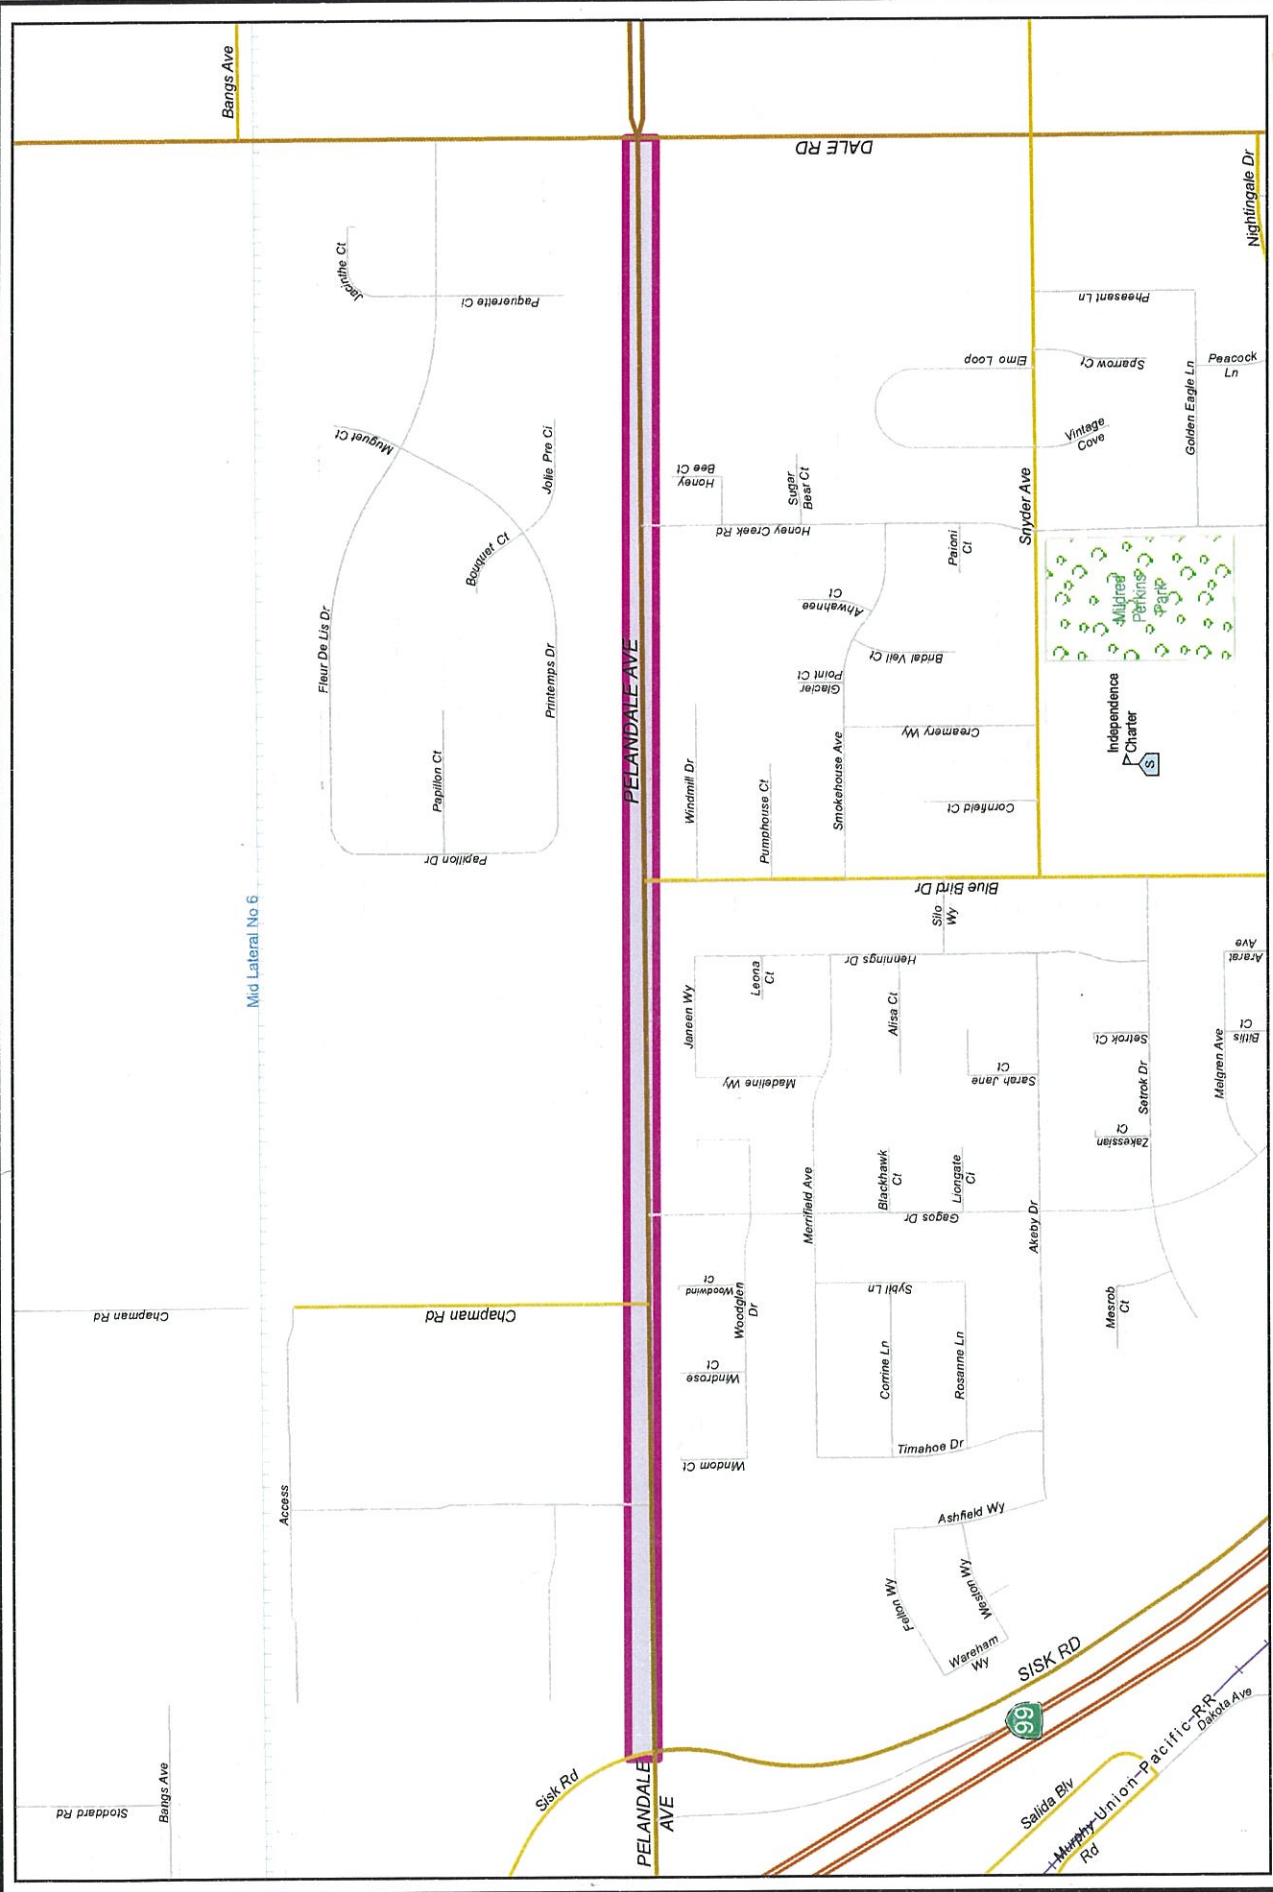 Bangs Ave
DALE RD
Nightingale Dr
Jacinthe Ct
Paquerette Ci
Pheasant Ln
Elmo Loop
Sparrow Ct
Peacock
Ln
Golden Eagle Ln
Vintage
Cove
Muguet Ct
Jolie Pre Ci
Bouquet Ct
Honey
Bee Ct
Sugar
Bear Ct
Honey Creek Rd
Snyder Ave
Paioni
Ct
Mildred
Perkins
Park
Ahwahnee
Ct
Bridal Veil Ct
Glacier
Point Ct
Fleur De Lis Dr
Printemps Dr
PELANDALE AVE
Papillon Ct
Papillon Dr
Windmill Dr
Pumphouse Ct
Smokehouse Ave
Creamery Wy
Cornfield Ct
Independence
Charter
S
Blue Bird Dr
Mid Lateral No 6
Silo
Wy
Hennings Dr
Ararat
Ave
Janeen Wy
Leona
Ct
Alisa Ct
Madeline Wy
Sarah Jane
Ct
Setrok Ct
Setrok Dr
Bitlis
Ct
Melgren Ave
Zakessian
Ct
Merrifield Ave
Blackhawk
Ct
Liongate
Ci
Gagos Dr
Akeby Dr
Chapman Rd
Chapman Rd
Woodwind
Ct
Woodglen
Dr
Sybil Ln
Mesrob
Ct
Windrose
Ct
Corrine Ln
Rosanne Ln
Timahoe Dr
Windom Ct
Access
Ashfield Wy
Felton Wy
Weston Wy
Wareham
Wy
SISK RD
99
Union Pacific R R
Dakota Ave
Stoddard Rd
Bangs Ave
Sisk Rd
PELANDALE
AVE
Salida Blv
Murphy
Rd